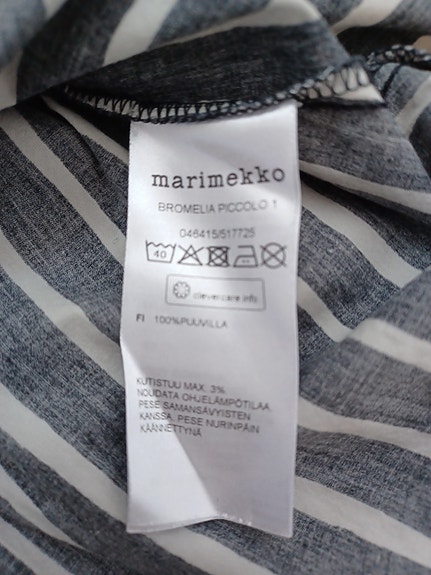 marimekko
BROMELIA PICCOLO 1
046415/517725
40
clevercare.info
FI 100%PUUVILLA
KUTISTUU MAX. 3%
NOUDATA OHJELÄMPÖTILAA,
PESE SAMANSÄVYISTEN
KANSSA, PESE NURINPÄIN
KÄÄNNETTYNÄ